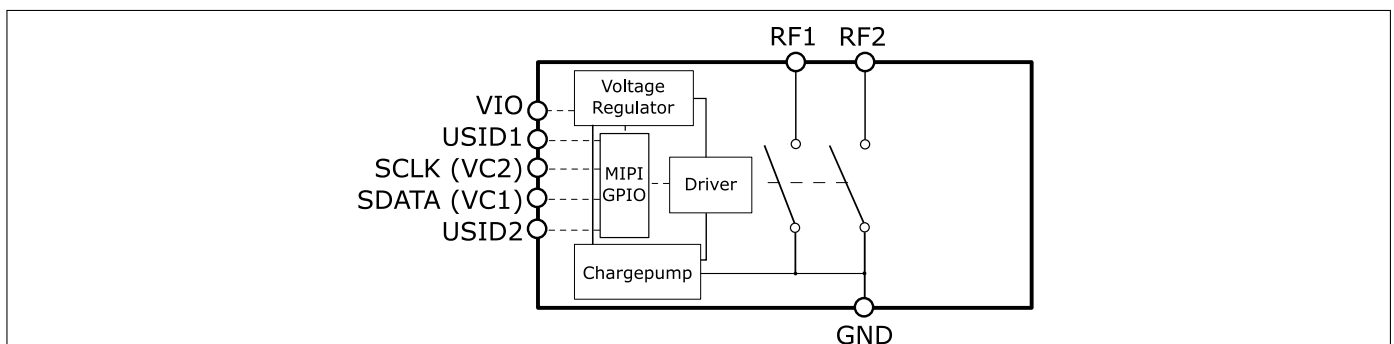 RF1 RF2
Voltage
Regulator
VIO
USID1
SCLK (VC2)
SDATA (VC1)
USID2
MIPI
GPIO
Driver
Chargepump
GND